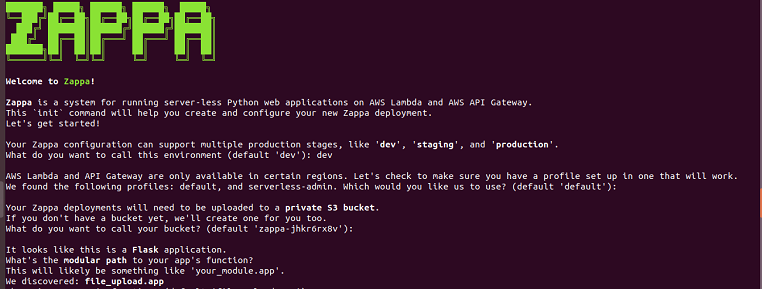 ZAPPA
Welcome to Zappa!
Zappa is a system for running server-less Python web applications on AWS Lambda and AWS API Gateway.
This `init` command will help you create and configure your new Zappa deployment.
Let's get started!
Your Zappa configuration can support multiple production stages, like 'dev', 'staging', and 'production'.
What do you want to call this environment (default 'dev'): dev
AWS Lambda and API Gateway are only available in certain regions. Let's check to make sure you have a profile set up in one that will work.
We found the following profiles: default, and serverless-admin. Which would you like us to use? (default 'default'):
Your Zappa deployments will need to be uploaded to a private S3 bucket.
If you don't have a bucket yet, we'll create one for you too.
What do you want to call your bucket? (default 'zappa-jhkr6rx8v'):
It looks like this is a Flask application.
What's the modular path to your app's function?
This will likely be something like 'your_module.app'.
We discovered: file_upload.app